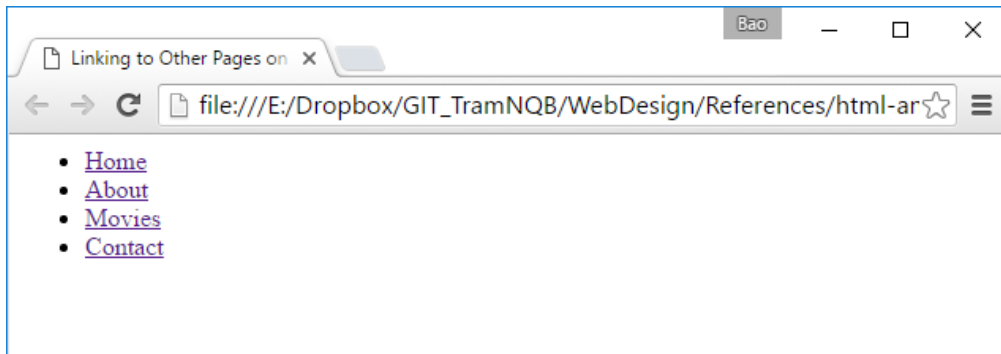 Bao
Linking to Other Pages on
file:///E:/Dropbox/GIT_TramNQB/WebDesign/References/html-ar
Home
About
Movies
Contact